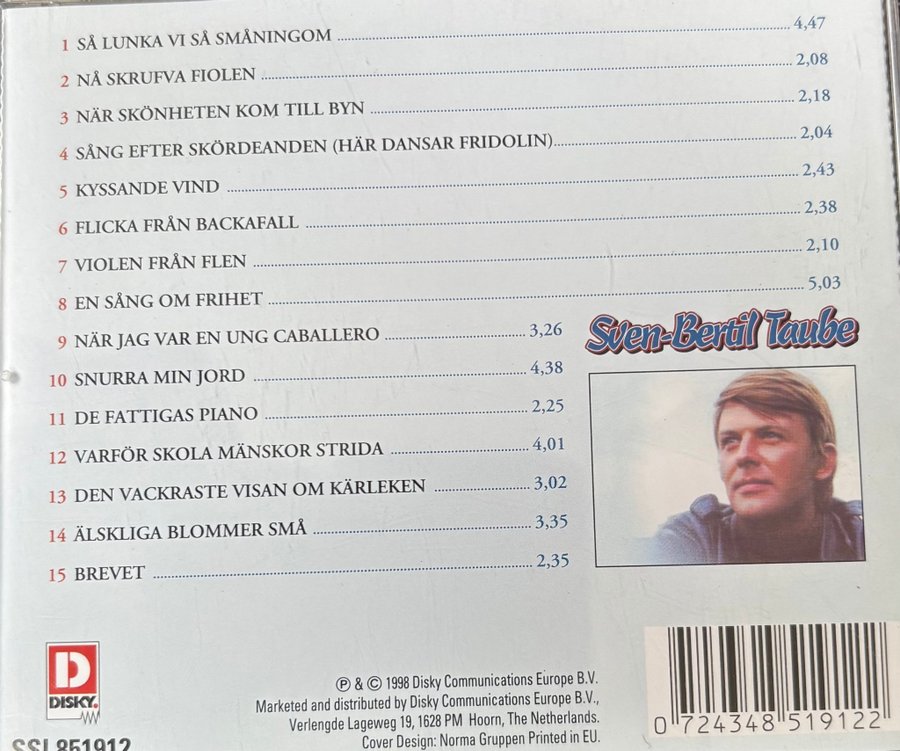 1 SÅ LUNKA VI SÅ SMÅNINGOM 4,47
2 NÅ SKRUFVA FIOLEN 2,08
3 NÄR SKÖNHETEN KOM TILL BYN 2,18
4 SÅNG EFTER SKÖRDEANDEN (HÄR DANSAR FRIDOLIN) 2,04
5 KYSSANDE VIND 2,43
6 FLICKA FRÅN BACKAFALL 2,38
7 VIOLEN FRÅN FLEN 2,10
8 EN SÅNG OM FRIHET 5,03
9 NÄR JAG VAR EN UNG CABALLERO 3,26
10 SNURRA MIN JORD 4,38
11 DE FATTIGAS PIANO 2,25
12 VARFÖR SKOLA MÄNSKOR STRIDA 4,01
13 DEN VACKRASTE VISAN OM KÄRLEKEN 3,02
14 ÄLSKLIGA BLOMMER SMÅ 3,35
15 BREVET 2,35
Sven-Bertil Taube
D
DISKY.
SSI 851912
℗ & © 1998 Disky Communications Europe B.V.
Marketed and distributed by Disky Communications Europe B.V.,
Verlengde Lageweg 19, 1628 PM Hoorn, The Netherlands.
Cover Design: Norma Gruppen Printed in EU.
0 724348 519122